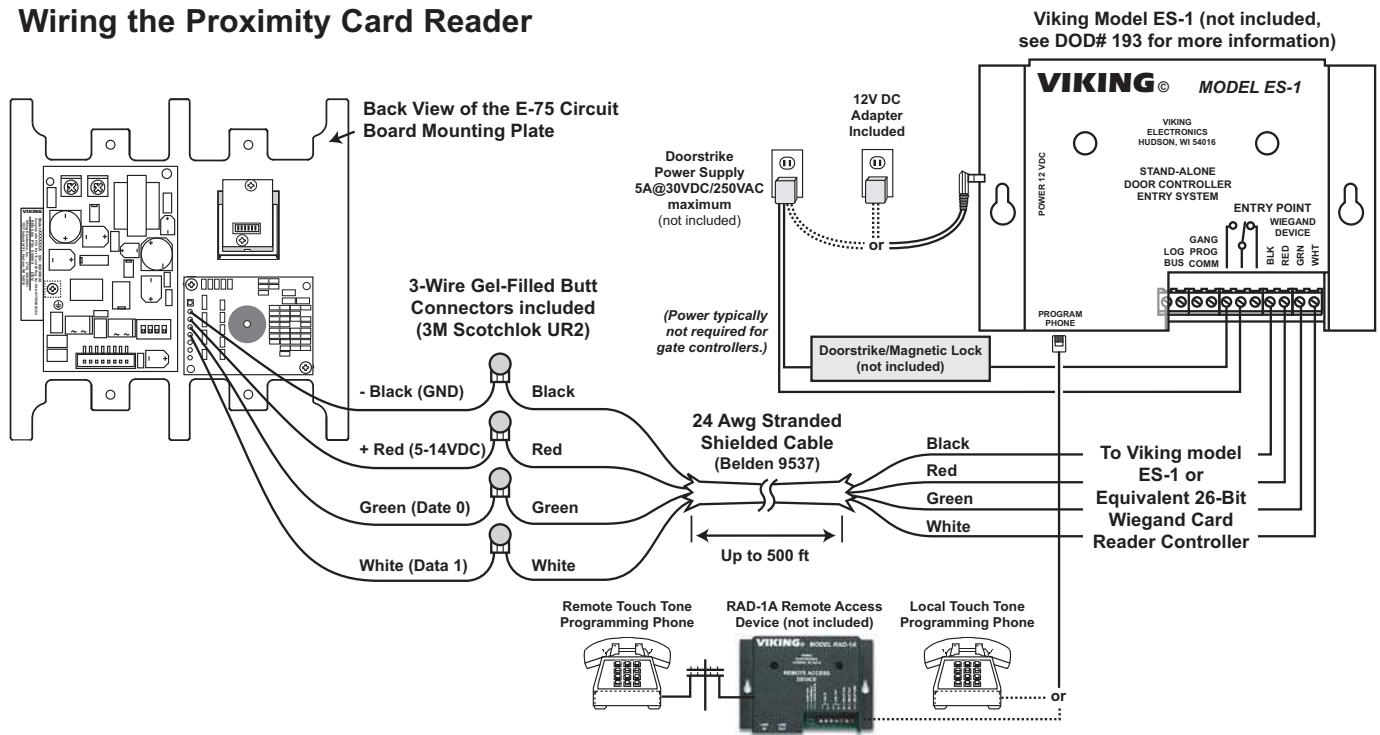 Wiring the Proximity Card Reader
Viking Model ES-1 (not included,
see DOD# 193 for more information)
Back View of the E-75 Circuit
Board Mounting Plate
VIKING
12V DC
Adapter
Included
Doorstrike
Power Supply
5A@30VDC/250VAC
maximum
(not included)
or
VIKING© MODEL ES-1
VIKING
ELECTRONICS
HUDSON, WI 54016
STAND-ALONE
DOOR CONTROLLER
ENTRY SYSTEM
POWER 12 VDC
ENTRY POINT
WIEGAND
DEVICE
GANG
LOG PROG
BUS COMM
BLK
RED
GRN
WHT
PROGRAM
PHONE
3-Wire Gel-Filled Butt
Connectors included
(3M Scotchlok UR2)
(Power typically
not required for
gate controllers.)
Doorstrike/Magnetic Lock
(not included)
- Black (GND)
Black
+ Red (5-14VDC)
Red
Green (Date 0)
Green
White (Data 1)
White
24 Awg Stranded
Shielded Cable
(Belden 9537)
Up to 500 ft
Black
Red
Green
White
To Viking model
ES-1 or
Equivalent 26-Bit
Wiegand Card
Reader Controller
Remote Touch Tone
Programming Phone
RAD-1A Remote Access
Device (not included)
Local Touch Tone
Programming Phone
VIKING© MODEL RAD-1A
REMOTE ACCESS
DEVICE
or